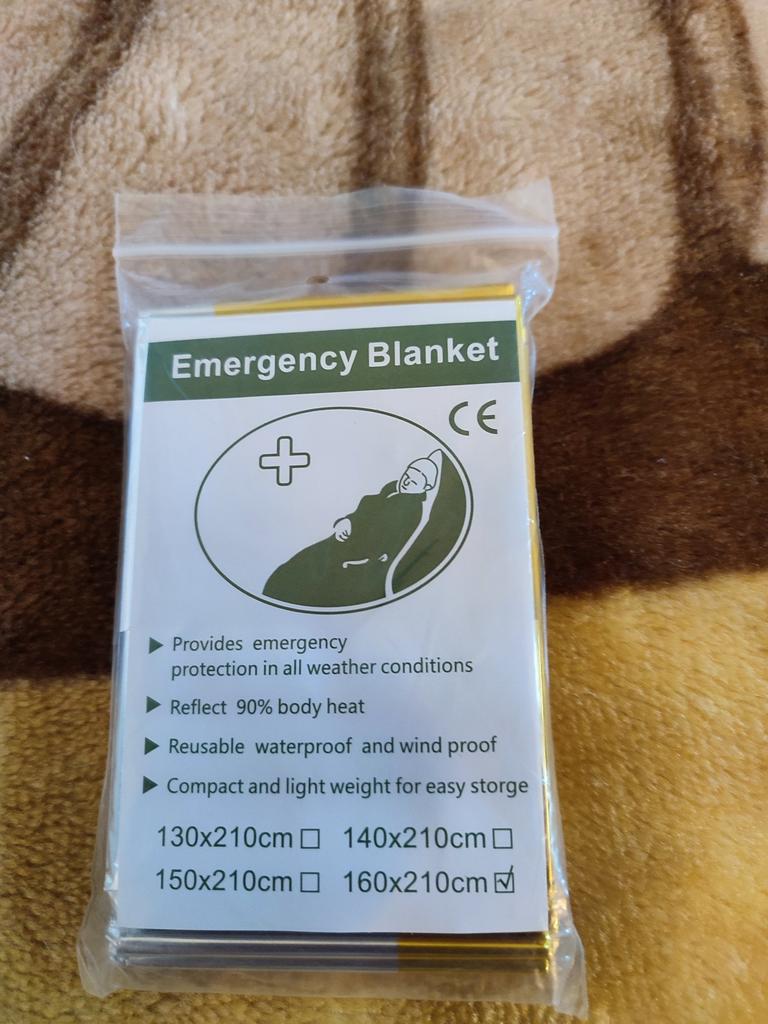 Emergency Blanket
CE
Provides emergency
protection in all weather conditions
Reflect 90% body heat
Reusable waterproof and wind proof
Compact and light weight for easy storge
130x210cm☐ 140x210cm☐
150x210cm☐ 160x210cm☑